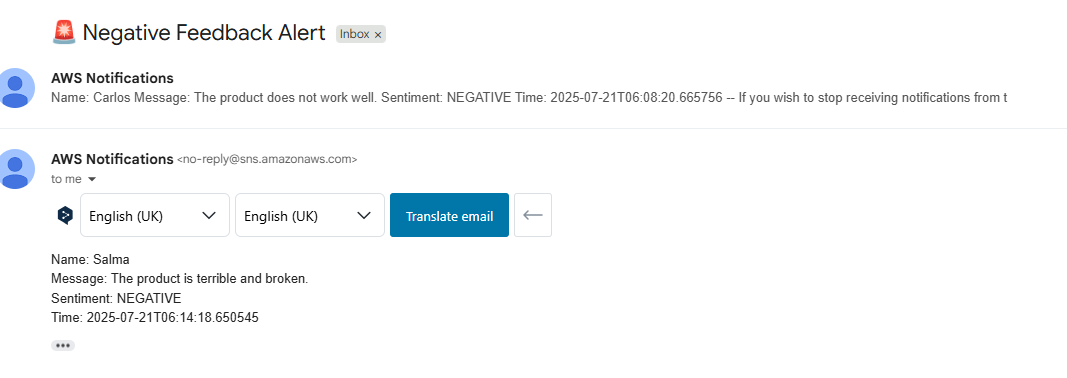 🚨 Negative Feedback Alert Inbox ×
AWS Notifications
Name: Carlos Message: The product does not work well. Sentiment: NEGATIVE Time: 2025-07-21T06:08:20.665756 -- If you wish to stop receiving notifications from t
AWS Notifications <no-reply@sns.amazonaws.com>
to me
English (UK) English (UK) Translate email
Name: Salma
Message: The product is terrible and broken.
Sentiment: NEGATIVE
Time: 2025-07-21T06:14:18.650545